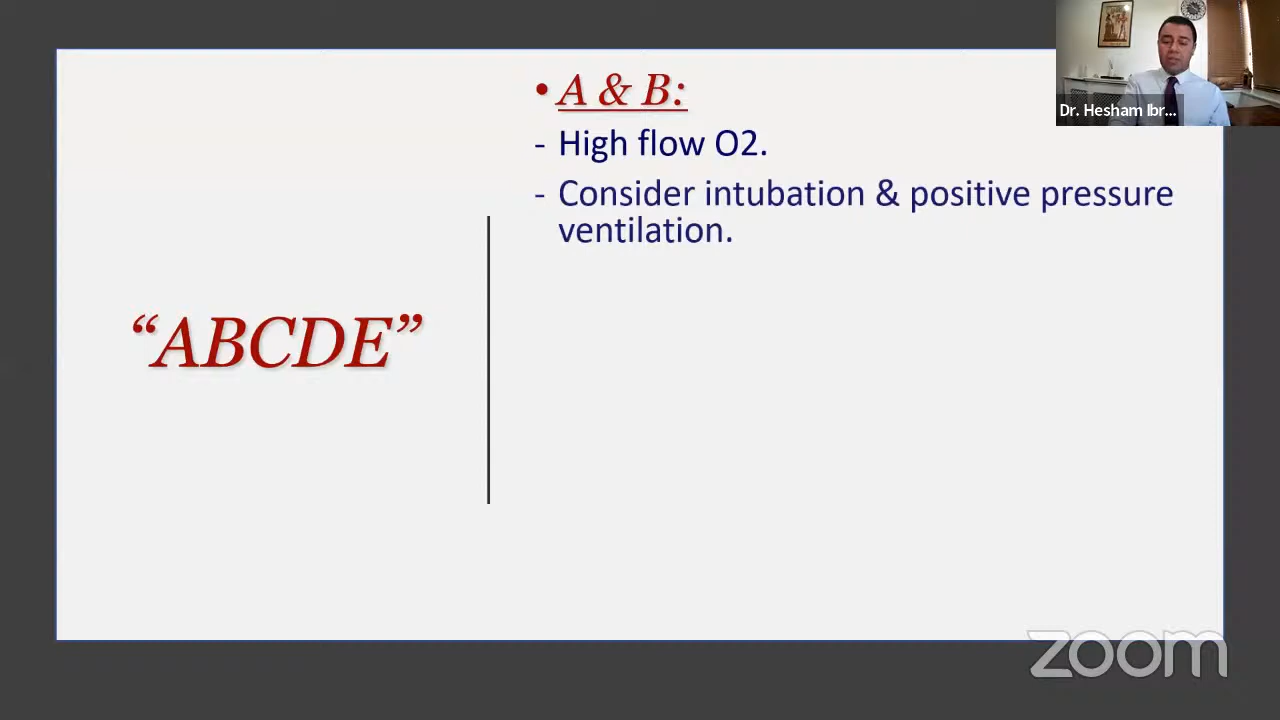 • A & B:
- High flow O2.
- Consider intubation & positive pressure
ventilation.
“ABCDE”
Dr. Hesham Ibr...
zoom